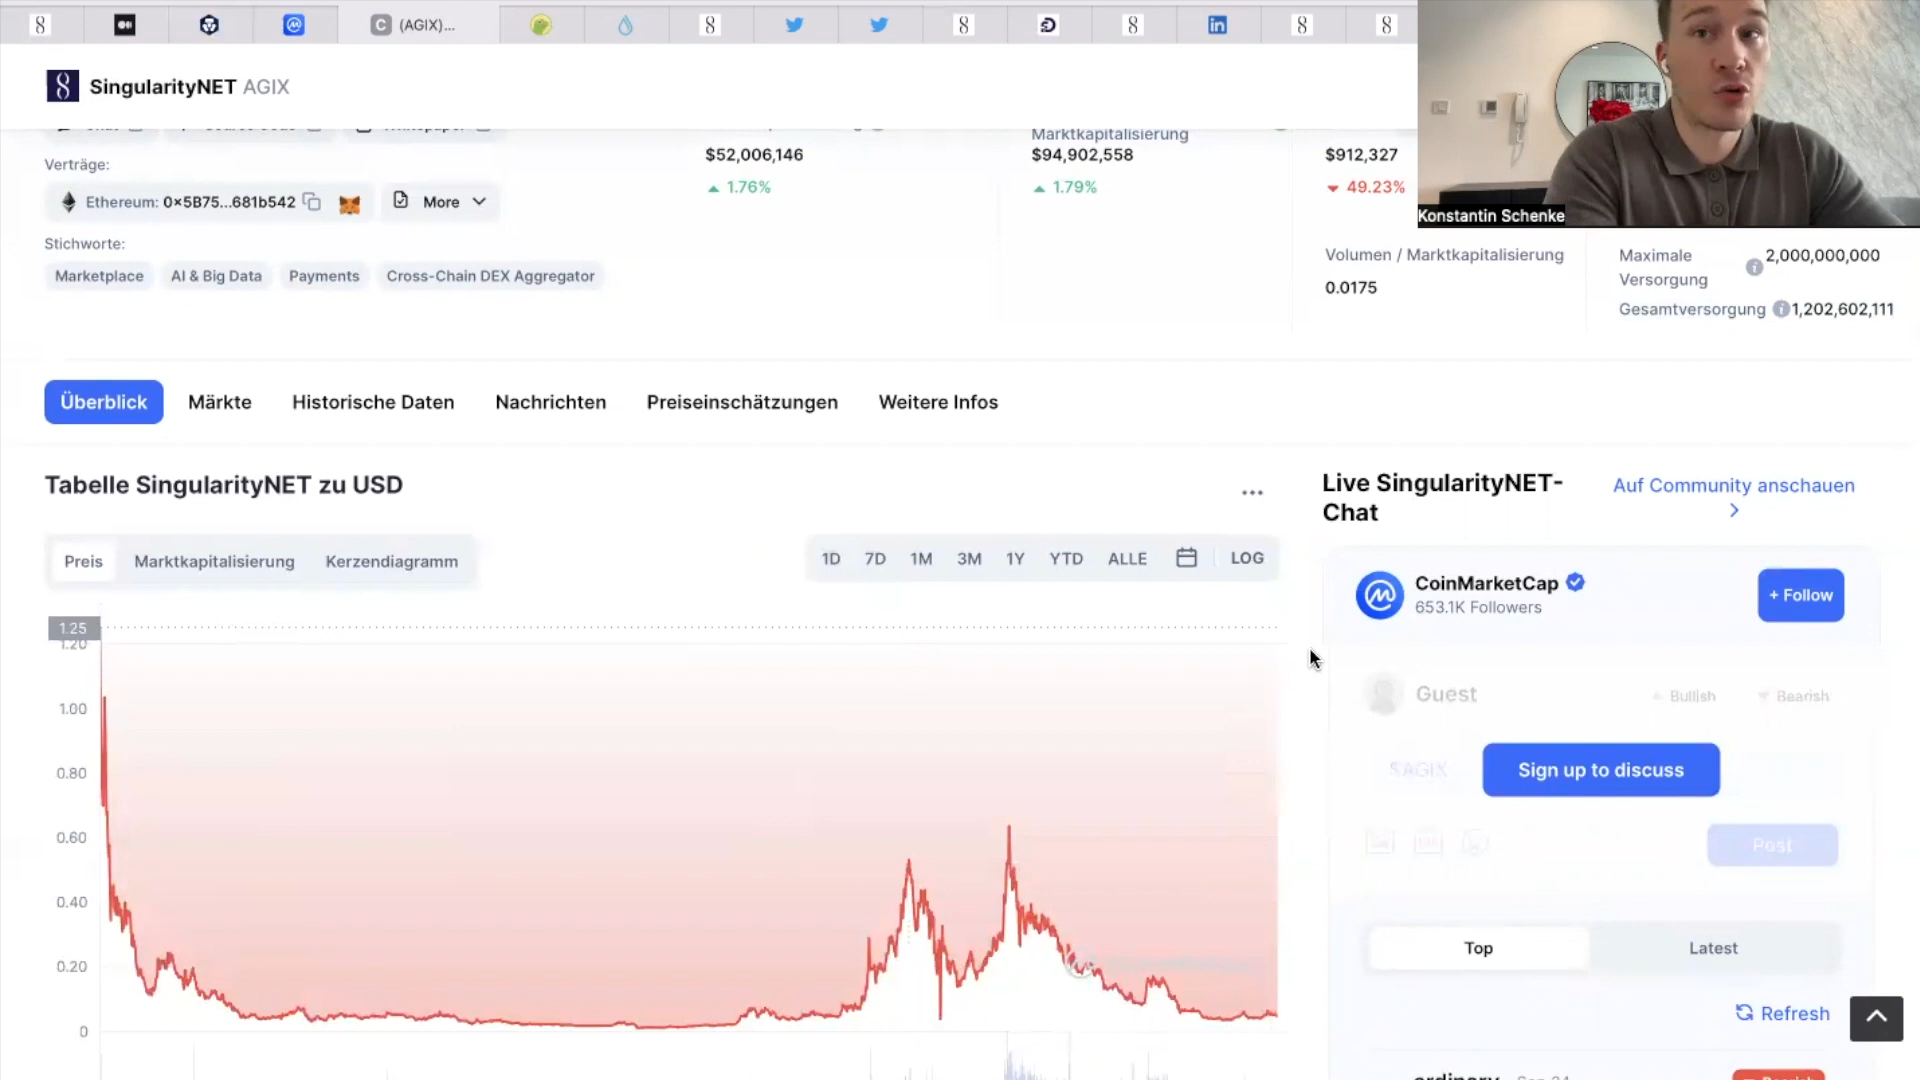 (AGIX)...
SingularityNET AGIX
Konstantin Schenke
Marktkapitalisierung
$52,006,146
$94,902,558
$912,327
1.76%
1.79%
49.23%
Verträge:
Ethereum: 0x5B75...681b542
More
Stichworte:
Marketplace
AI & Big Data
Payments
Cross-Chain DEX Aggregator
Volumen / Marktkapitalisierung
0.0175
Maximale Versorgung
2,000,000,000
Gesamtversorgung
1,202,602,111
Überblick
Märkte
Historische Daten
Nachrichten
Preiseinschätzungen
Weitere Infos
Tabelle SingularityNET zu USD
Preis
Marktkapitalisierung
Kerzendiagramm
1D
7D
1M
3M
1Y
YTD
ALLE
LOG
1.25
1.20
1.00
0.80
0.60
0.40
0.20
0
Live SingularityNET-
Chat
Auf Community anschauen
CoinMarketCap
653.1K Followers
+ Follow
Guest
Bullish
Bearish
$AGIX
Sign up to discuss
Post
Top
Latest
Refresh